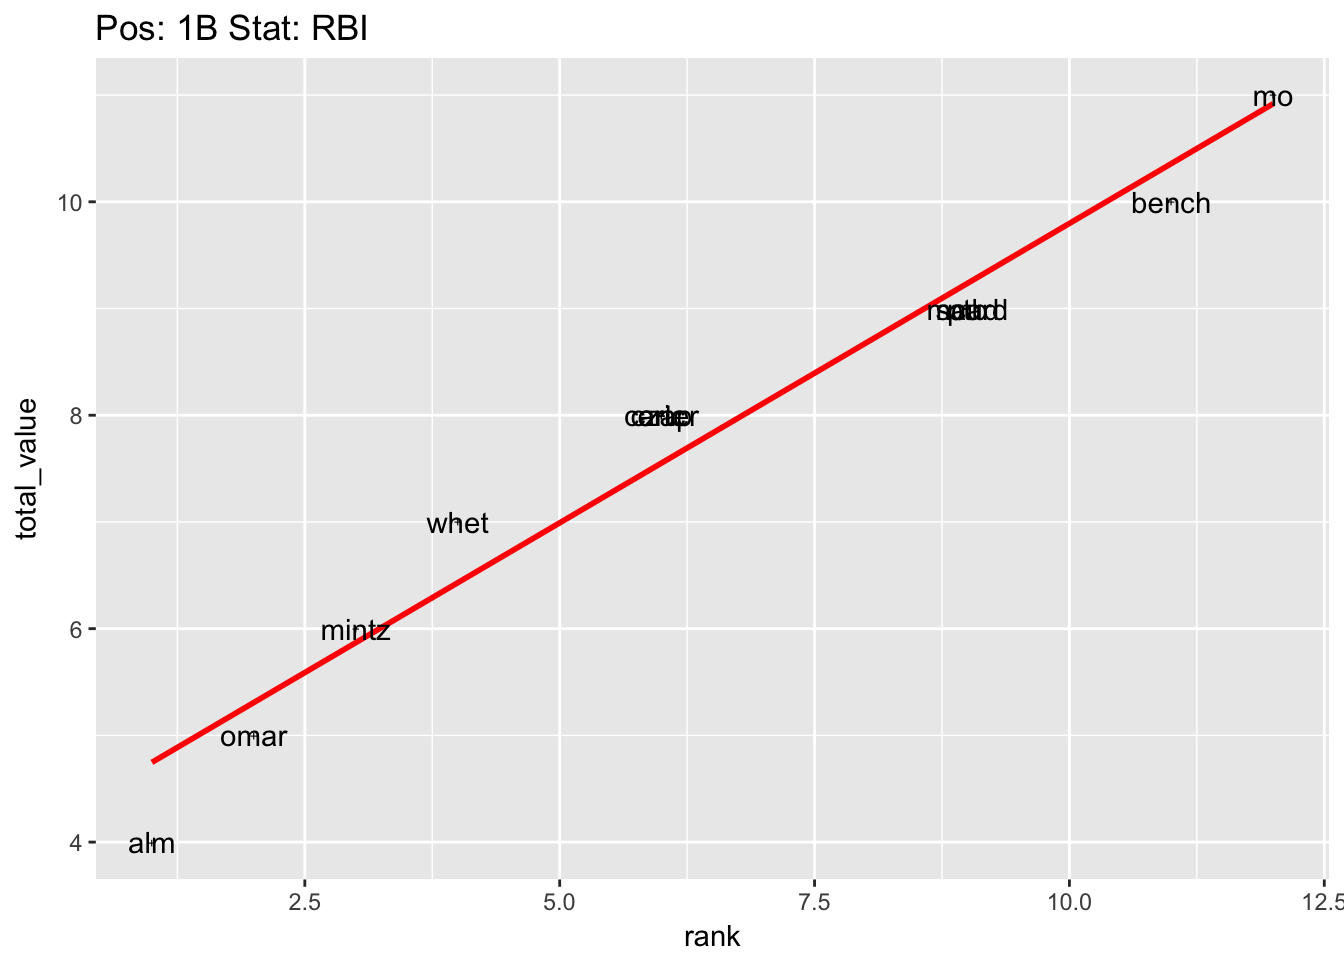 Pos: 1B Stat: RBI
total_value
10
8
6
4
mo
bench
whet
mintz
omar
alm
2.5
5.0
7.5
10.0
12.5
rank